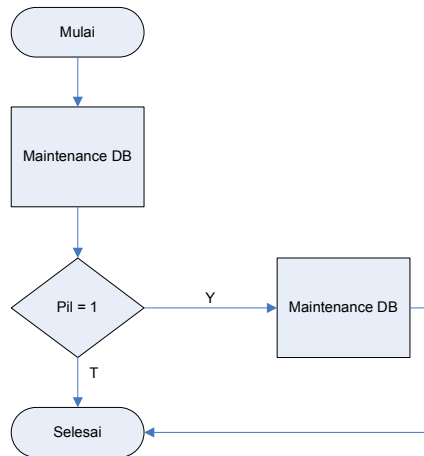 Mulai
Maintenance DB
Pil = 1
Y
Maintenance DB
T
Selesai